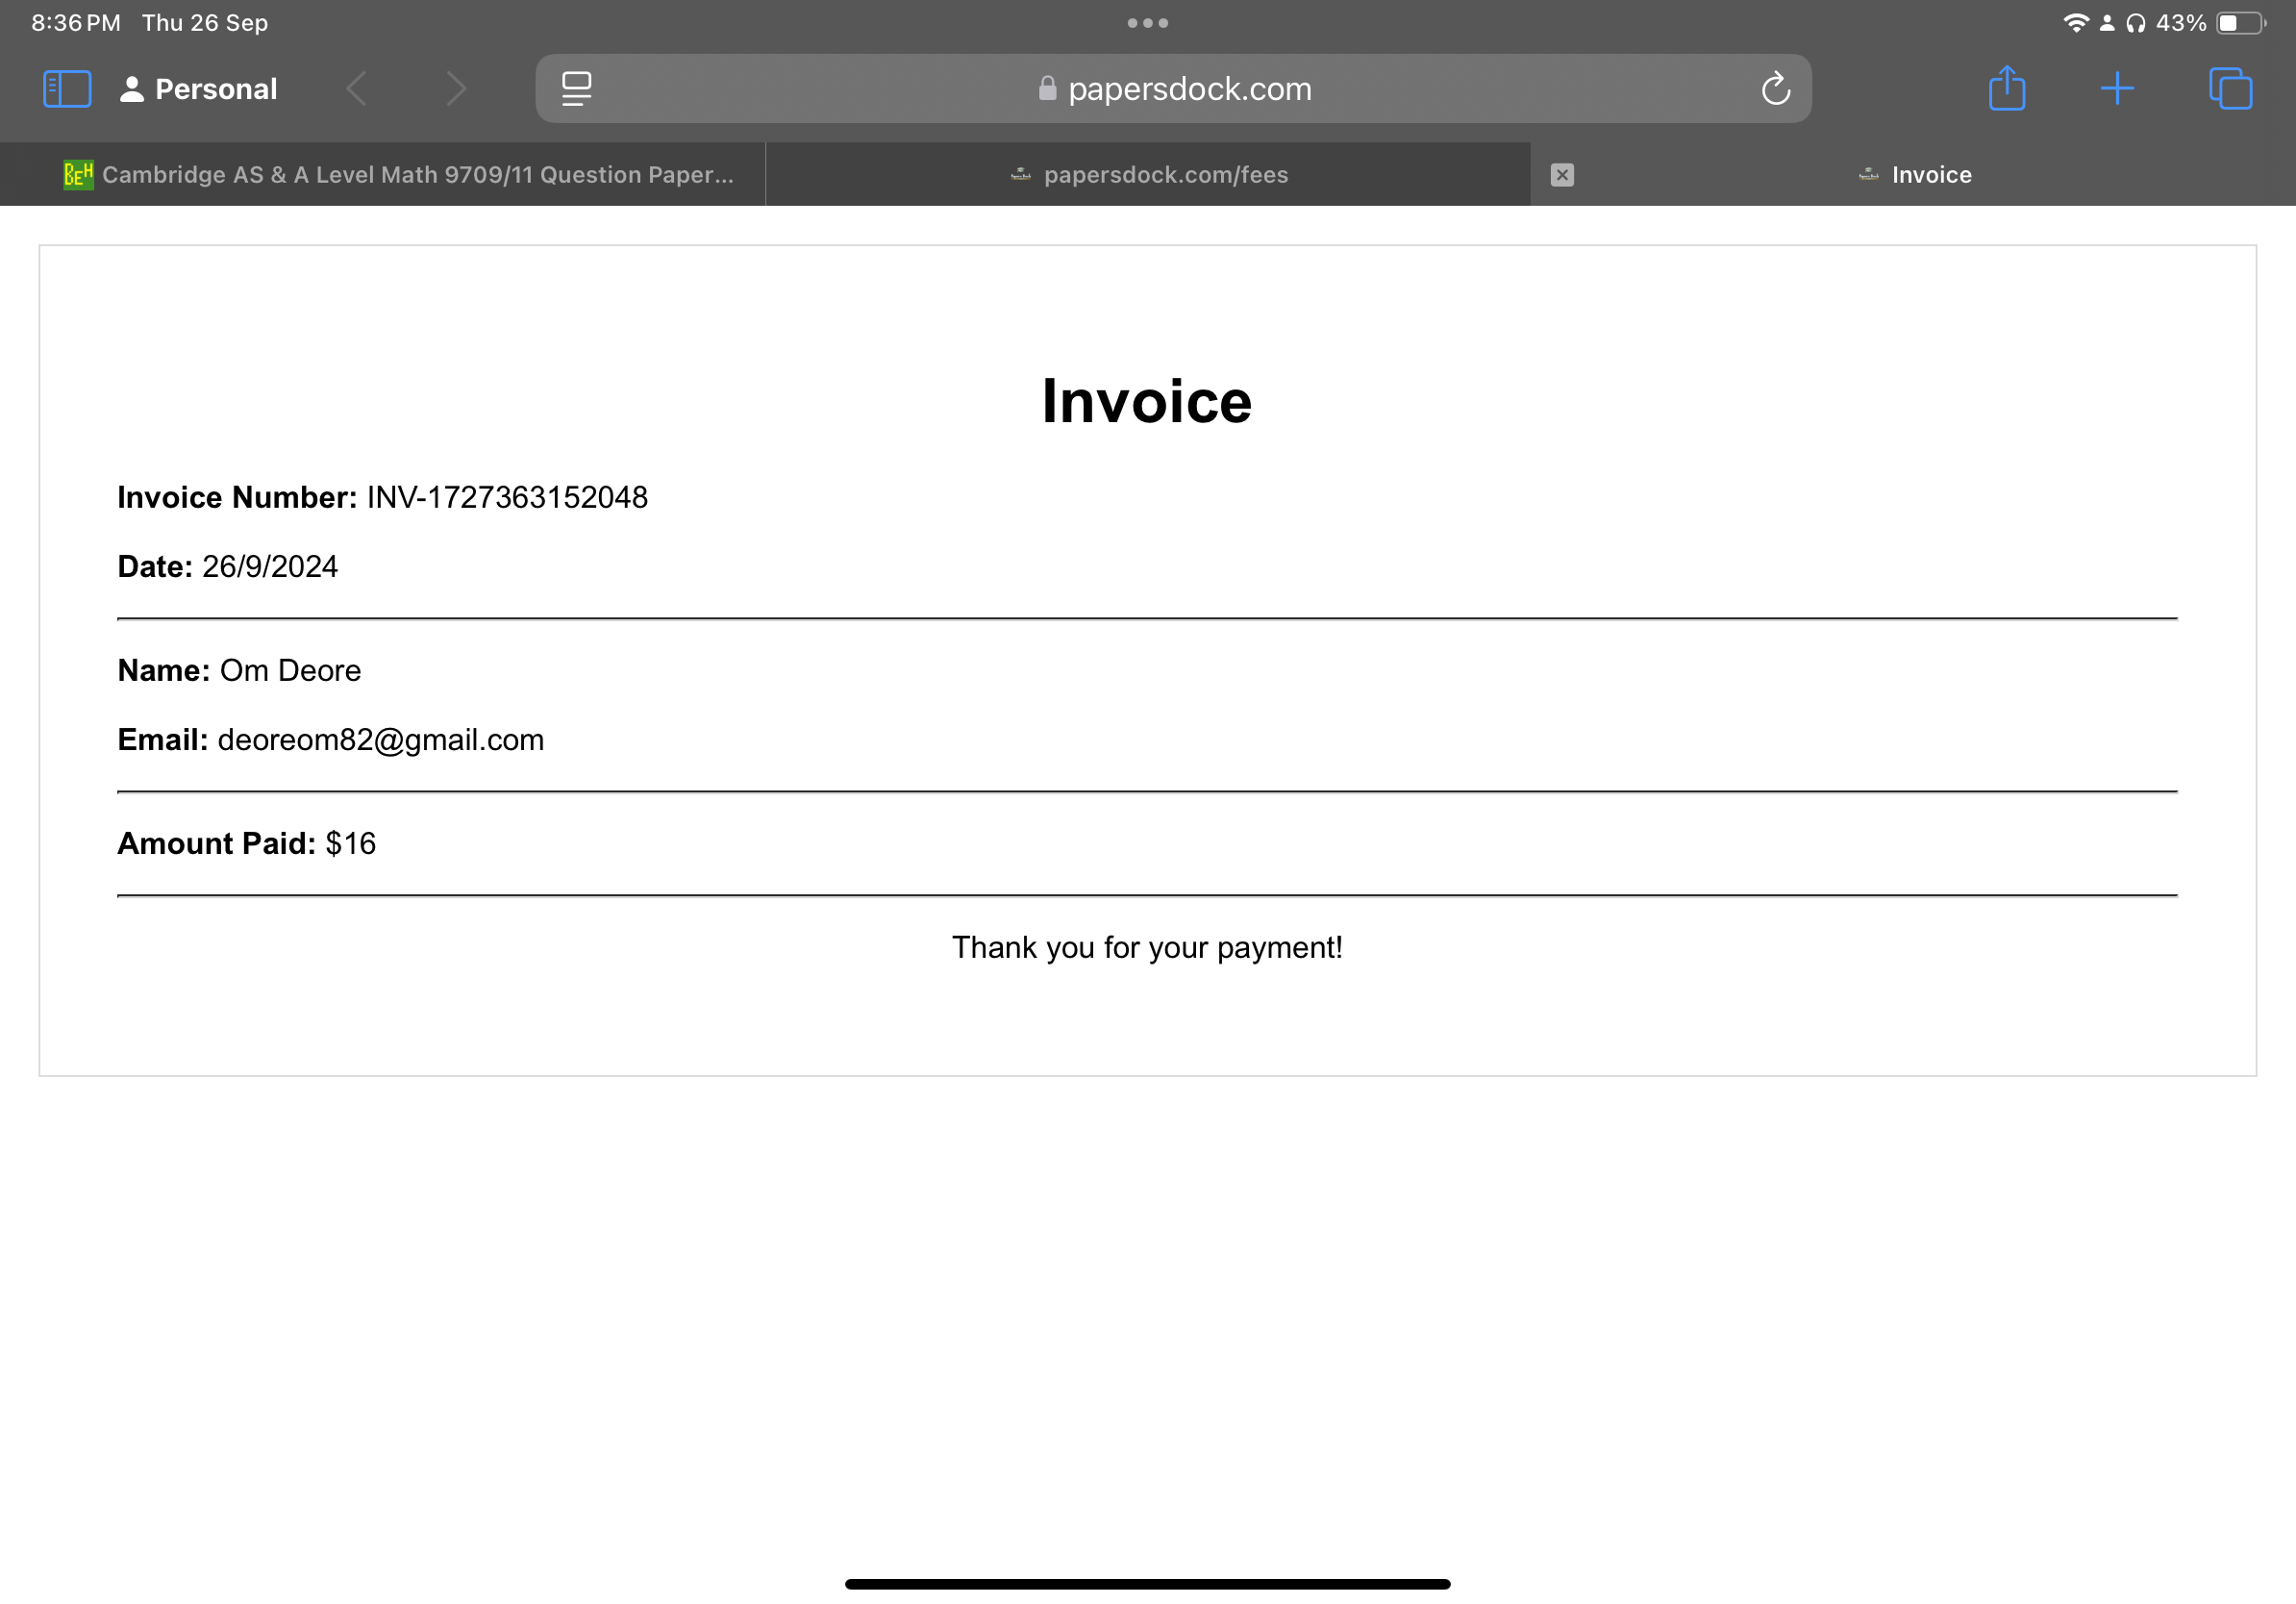 8:36 PM Thu 26 Sep 43%
Personal papersdock.com
Cambridge AS & A Level Math 9709/11 Question Paper... papersdock.com/fees Invoice
Invoice
Invoice Number: INV-1727363152048
Date: 26/9/2024
Name: Om Deore
Email: deoreom82@gmail.com
Amount Paid: $16
Thank you for your payment!